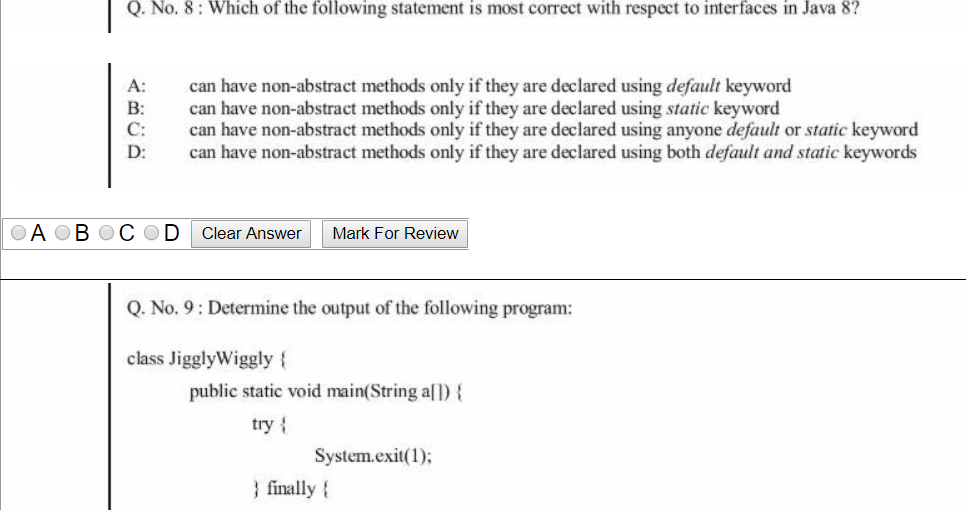 Q. No. 8 : Which of the following statement is most correct with respect to interfaces in Java 8?
A: can have non-abstract methods only if they are declared using default keyword
B: can have non-abstract methods only if they are declared using static keyword
C: can have non-abstract methods only if they are declared using anyone default or static keyword
D: can have non-abstract methods only if they are declared using both default and static keywords
A B C D Clear Answer Mark For Review
Q. No. 9 : Determine the output of the following program:
class JigglyWiggly {
public static void main(String a[]) {
try {
System.exit(1);
} finally {